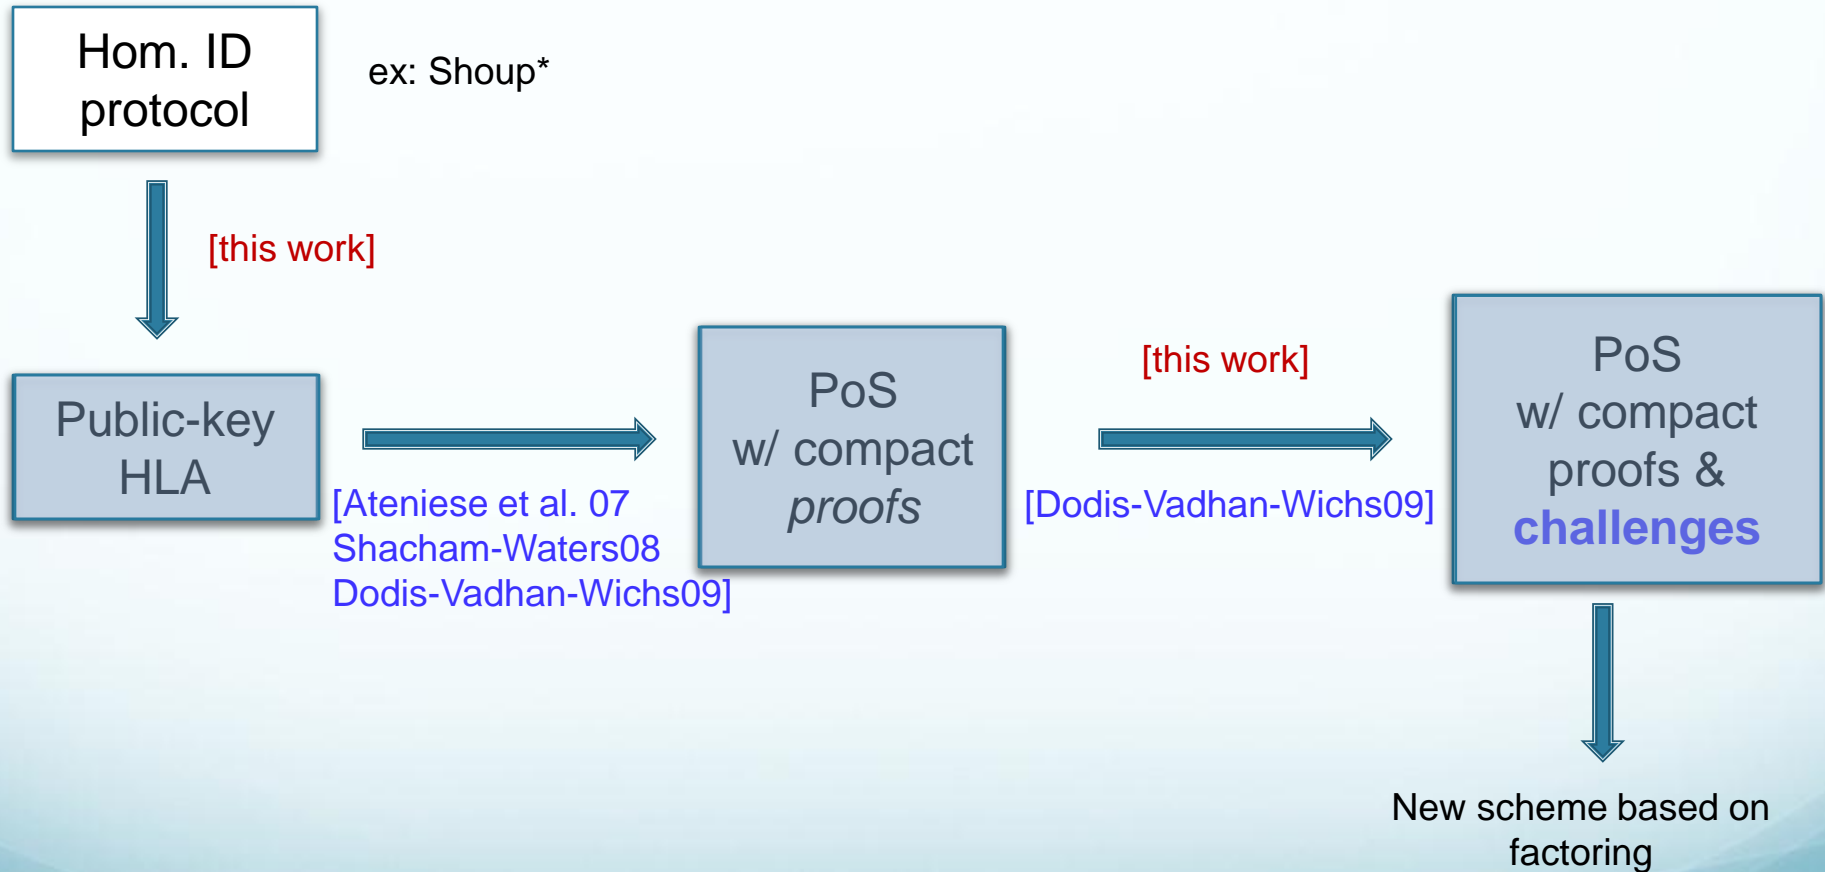 Hom. ID
protocol
ex: Shoup*
[this work]
Public-key
HLA
[Ateniese et al. 07
Shacham-Waters08
Dodis-Vadhan-Wichs09]
PoS
w/ compact
proofs
[this work]
[Dodis-Vadhan-Wichs09]
PoS
w/ compact
proofs &
challenges
New scheme based on
factoring